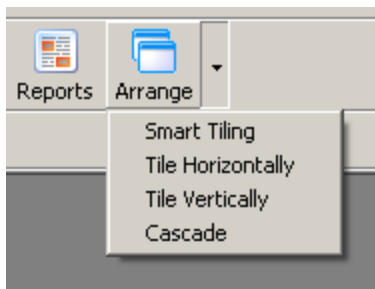 Reports Arrange
Smart Tiling
Tile Horizontally
Tile Vertically
Cascade